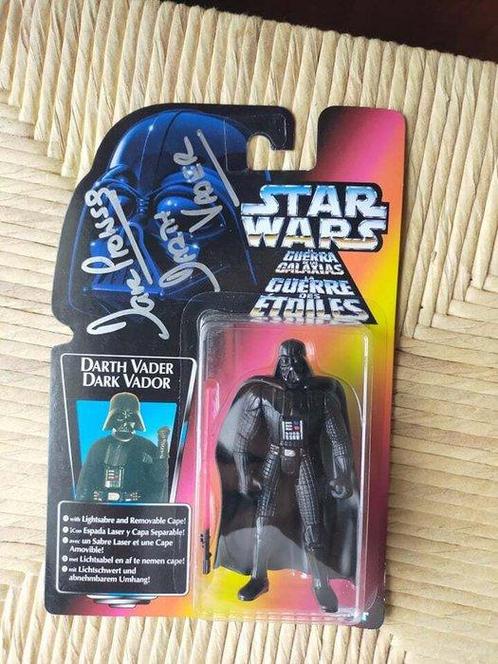 Dave Prowse
Darth
Vader
STAR
WARS
LA
GUERRA
DE LAS
GALAXIAS
LA
GUERRE
DES
ÉTOILES
DARTH VADER
DARK VADOR
with Lightsabre and Removable Cape!
¡Con Espada Laser y Capa Separable!
avec un Sabre Laser et une Cape
Amovible!
met Lichtsabel en af te nemen cape!
mit Lichtschwert und
abnehmbarem Umhang!